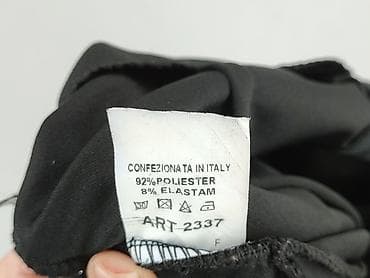 CONFEZIONATA IN ITALY
92% POLIESTER
8% ELASTAM
ART 2337
F